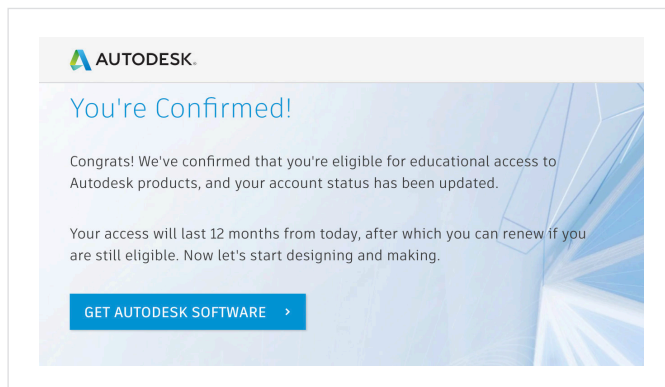 AUTODESK.
You're Confirmed!
Congrats! We've confirmed that you're eligible for educational access to
Autodesk products, and your account status has been updated.
Your access will last 12 months from today, after which you can renew if you
are still eligible. Now let's start designing and making.
GET AUTODESK SOFTWARE >